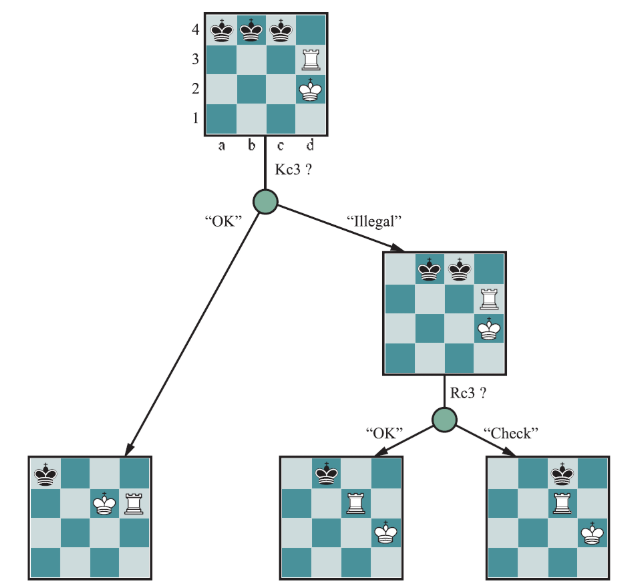 4
3
2
1
a b c d
Kc3 ?
“OK” “Illegal”
Rc3 ?
“OK” “Check”